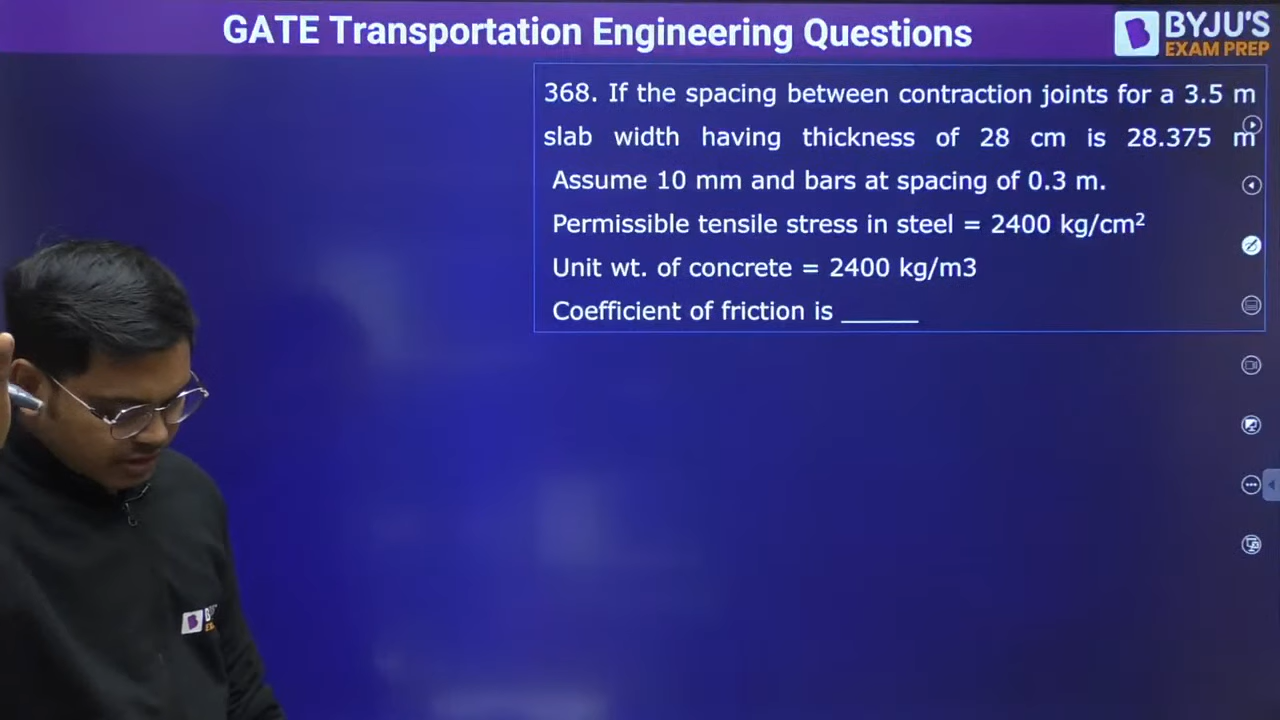 GATE Transportation Engineering Questions
BYJU'S
EXAM PREP
368. If the spacing between contraction joints for a 3.5 m
slab width having thickness of 28 cm is 28.375 m
Assume 10 mm and bars at spacing of 0.3 m.
Permissible tensile stress in steel = 2400 kg/cm²
Unit wt. of concrete = 2400 kg/m3
Coefficient of friction is ______